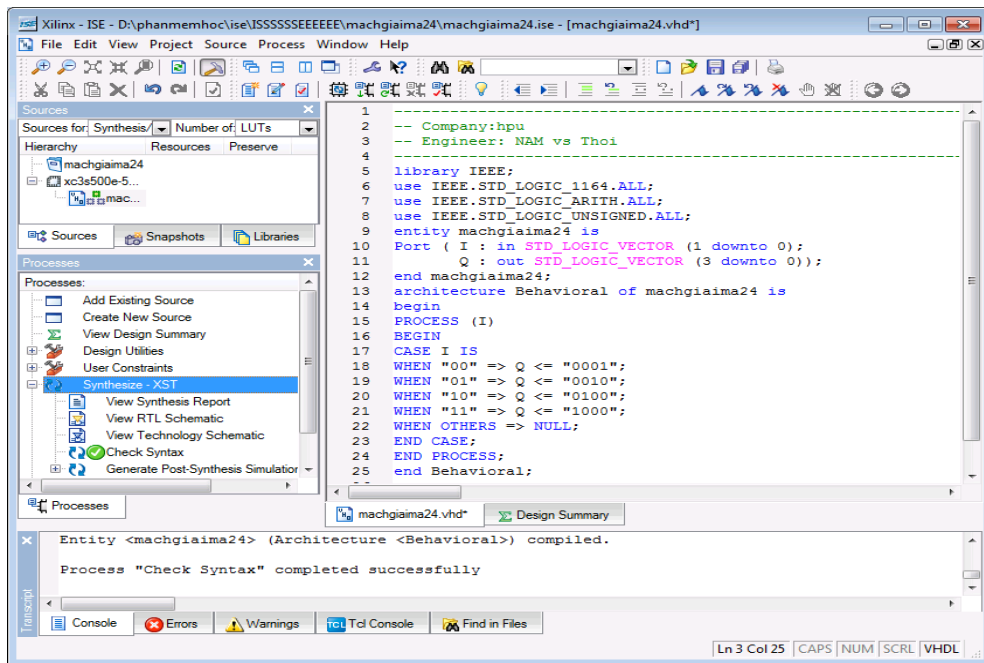 Xilinx - ISE - D:\phanmemhoc\ise\ISSSSSSEEEEEE\machgiaima24\machgiaima24.ise - [machgiaima24.vhd*]
File Edit View Project Source Process Window Help
Sources
Sources for: Synthesis/ Number of: LUTs
Hierarchy Resources Preserve
machgiaima24
xc3s500e-5...
mac...
Sources Snapshots Libraries
Processes
Processes:
Add Existing Source
Create New Source
View Design Summary
Design Utilities
User Constraints
Synthesize - XST
View Synthesis Report
View RTL Schematic
View Technology Schematic
Check Syntax
Generate Post-Synthesis Simulation
Processes
1 ----------------------------------------------------------------------
2 -- Company:hpu
3 -- Engineer: NAM vs Thoi
4 ----------------------------------------------------------------------
5 library IEEE;
6 use IEEE.STD_LOGIC_1164.ALL;
7 use IEEE.STD_LOGIC_ARITH.ALL;
8 use IEEE.STD_LOGIC_UNSIGNED.ALL;
9 entity machgiaima24 is
10 Port ( I : in STD_LOGIC_VECTOR (1 downto 0);
11 Q : out STD_LOGIC_VECTOR (3 downto 0));
12 end machgiaima24;
13 architecture Behavioral of machgiaima24 is
14 begin
15 PROCESS (I)
16 BEGIN
17 CASE I IS
18 WHEN "00" => Q <= "0001";
19 WHEN "01" => Q <= "0010";
20 WHEN "10" => Q <= "0100";
21 WHEN "11" => Q <= "1000";
22 WHEN OTHERS => NULL;
23 END CASE;
24 END PROCESS;
25 end Behavioral;
machgiaima24.vhd* Design Summary
Entity <machgiaima24> (Architecture <Behavioral>) compiled.
Process "Check Syntax" completed successfully
Transcript
Console Errors Warnings Tcl Console Find in Files
Ln 3 Col 25 CAPS NUM SCRL VHDL